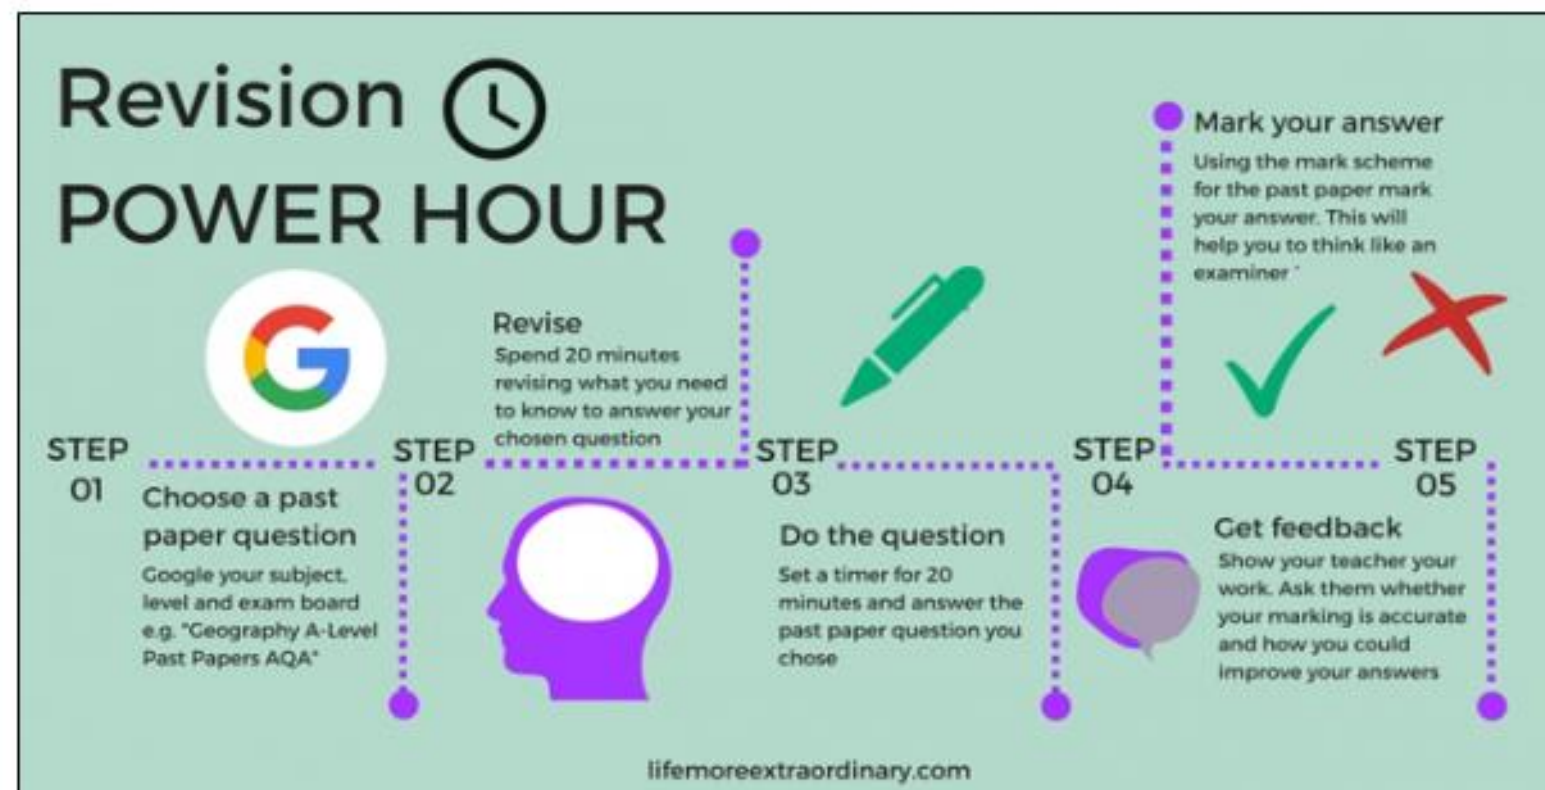 Revision
POWER HOUR
STEP
01
Choose a past
paper question
Google your subject,
level and exam board
e.g. "Geography A-Level
Past Papers AQA"
STEP
02
Revise
Spend 20 minutes
revising what you need
to know to answer your
chosen question
STEP
03
Do the question
Set a timer for 20
minutes and answer the
past paper question you
chose
STEP
04
Mark your answer
Using the mark scheme
for the past paper mark
your answer. This will
help you to think like an
examiner '
STEP
05
Get feedback
Show your teacher your
work. Ask them whether
your marking is accurate
and how you could
improve your answers
lifemoreextraordinary.com